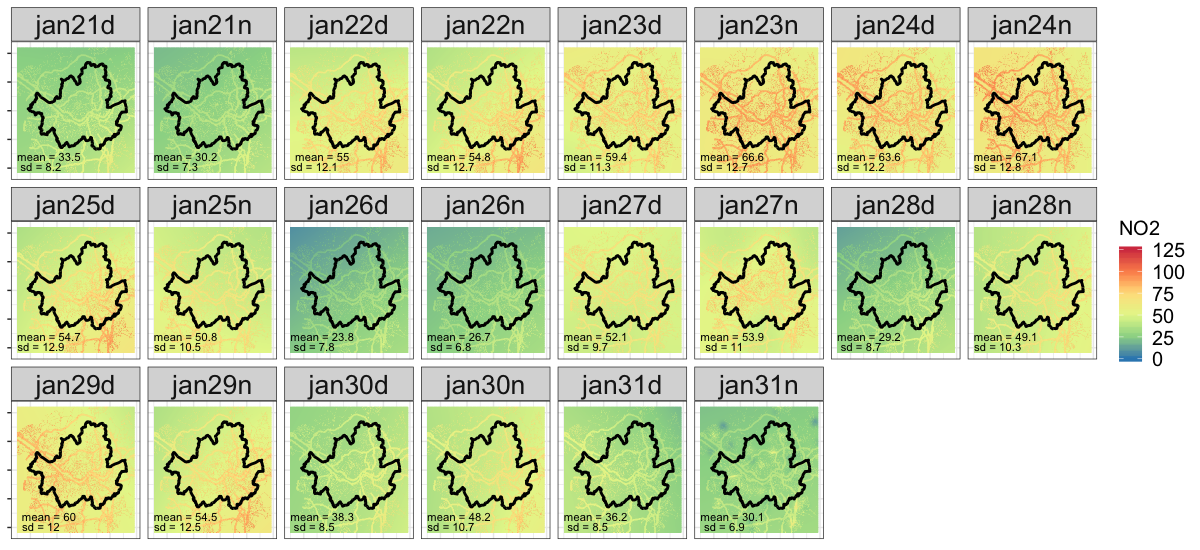 jan21d jan21n jan22d jan22n jan23d jan23n jan24d jan24n
mean = 33.5 mean = 30.2 mean = 55 mean = 54.8 mean = 59.4 mean = 66.6 mean = 63.6 mean = 67.1
sd = 8.2 sd = 7.3 sd = 12.1 sd = 12.7 sd = 11.3 sd = 12.7 sd = 12.2 sd = 12.8
jan25d jan25n jan26d jan26n jan27d jan27n jan28d jan28n
mean = 54.7 mean = 50.8 mean = 23.8 mean = 26.7 mean = 52.1 mean = 53.9 mean = 29.2 mean = 49.1
sd = 12.9 sd = 10.5 sd = 7.8 sd = 6.8 sd = 9.7 sd = 11 sd = 8.7 sd = 10.3
jan29d jan29n jan30d jan30n jan31d jan31n
mean = 60 mean = 54.5 mean = 38.3 mean = 48.2 mean = 36.2 mean = 30.1
sd = 12 sd = 12.5 sd = 8.5 sd = 10.7 sd = 8.5 sd = 6.9
NO2
125
100
75
50
25
0